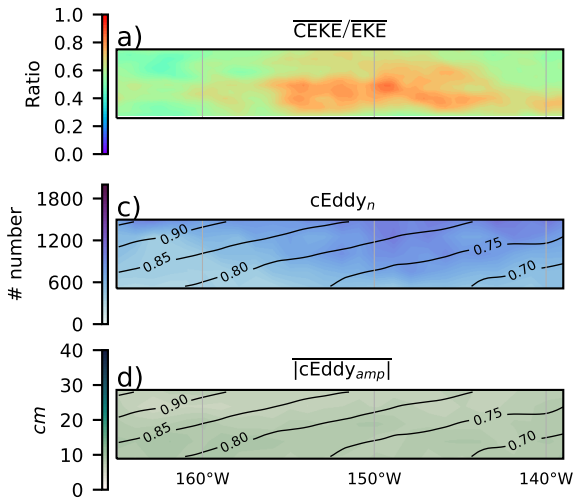 CEKE/EKE
1.0
a)
0.8
0.6
0.4
0.2
0.0
Ratio
cEddyₙ
1800
c)
1200
600
0
# number
0.90
0.85
0.80
0.75
0.70
|cEddyₐₘₚ|
40
d)
30
20
10
0
cm
0.90
0.85
0.80
0.75
0.70
160°W
150°W
140°W